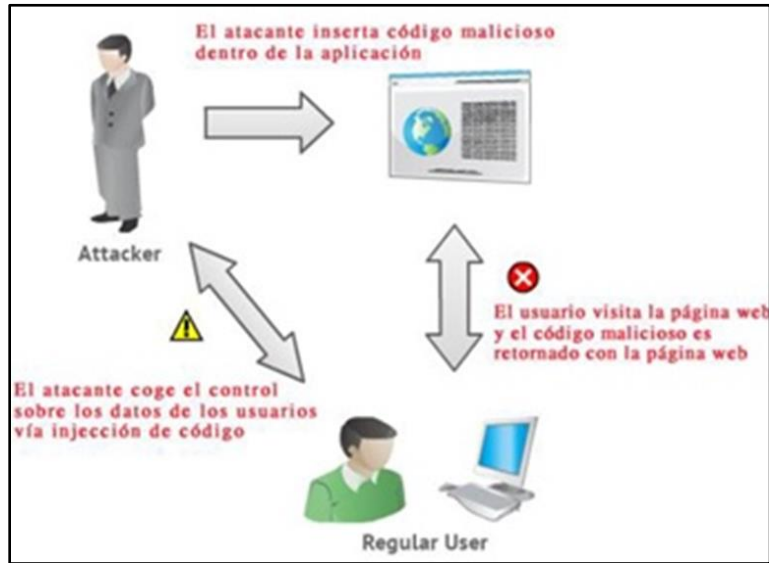 El atacante inserta código malicioso
dentro de la aplicación
Attacker
El usuario visita la página web
y el código malicioso es
retornado con la página web
El atacante coge el control
sobre los datos de los usuarios
vía injección de código
Regular User